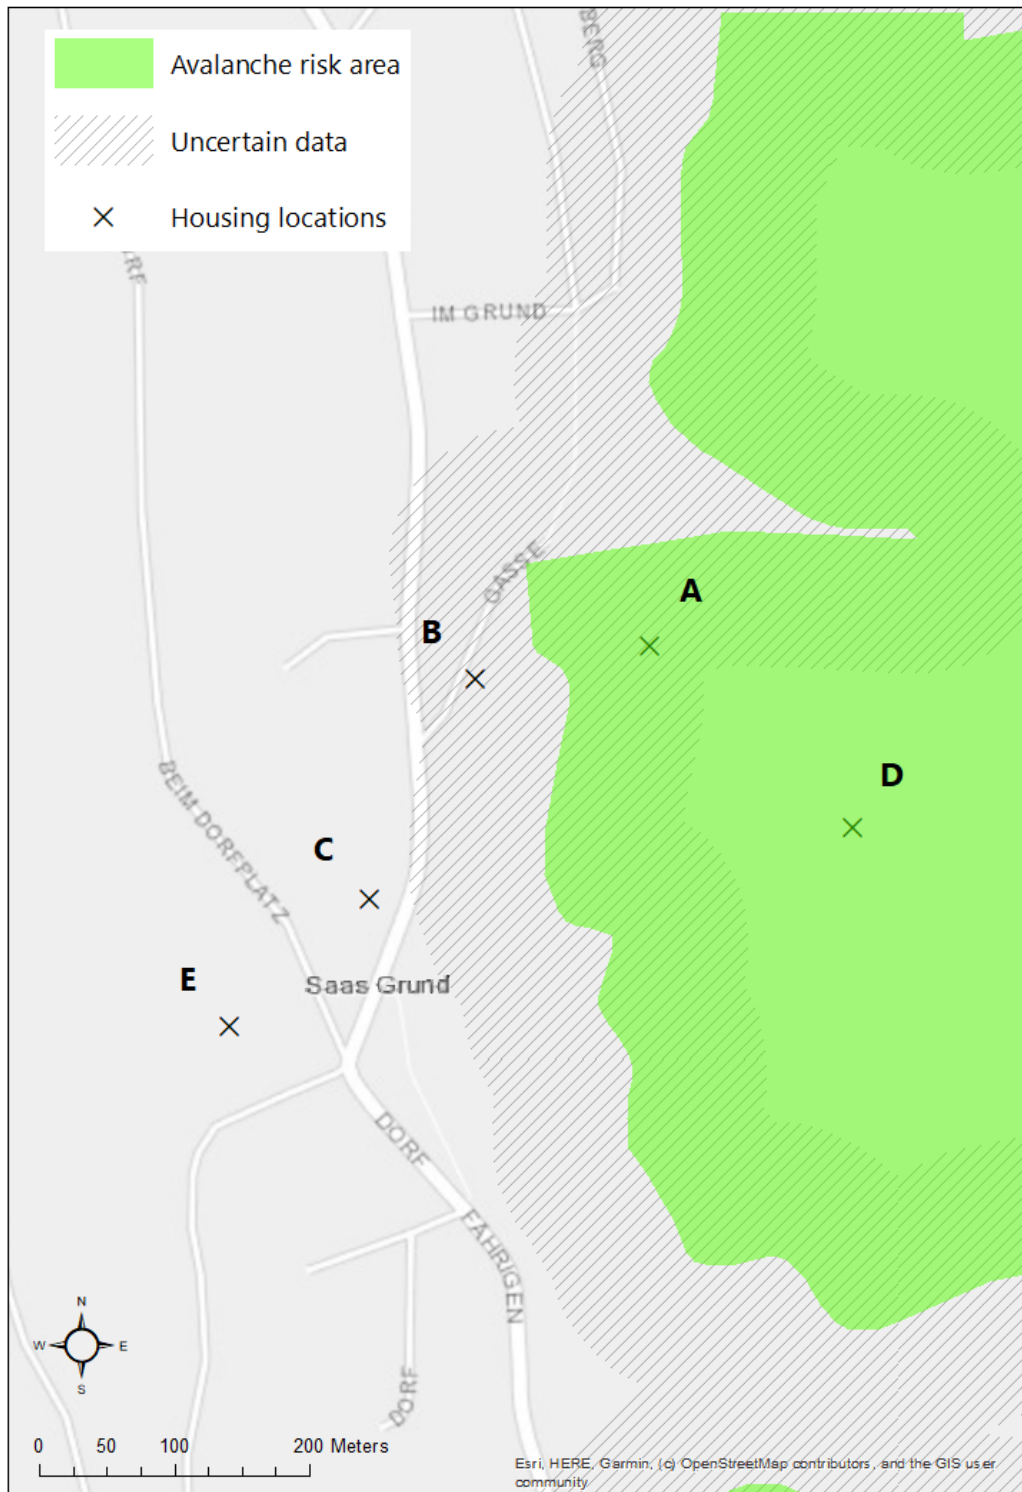 Avalanche risk area
Uncertain data
Housing locations
BERG
RF
IM GRUND
GASSE
A
B
D
BEIM DORFPLATZ
C
Saas Grund
E
DORF
FAHRIGEN
DORF
N
W E
S
0 50 100 200 Meters
Esri, HERE, Garmin, (c) OpenStreetMap contributors, and the GIS user
community